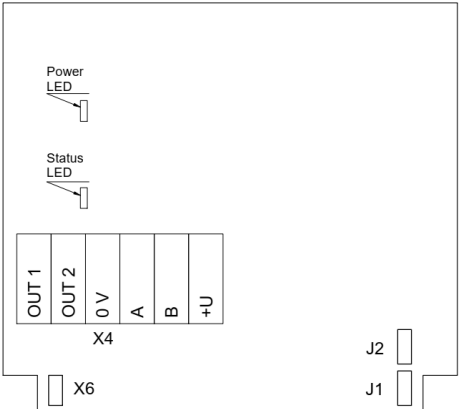 Power
LED
Status
LED
OUT 1
OUT 2
0 V
A
B
+U
X4
J2
X6
J1